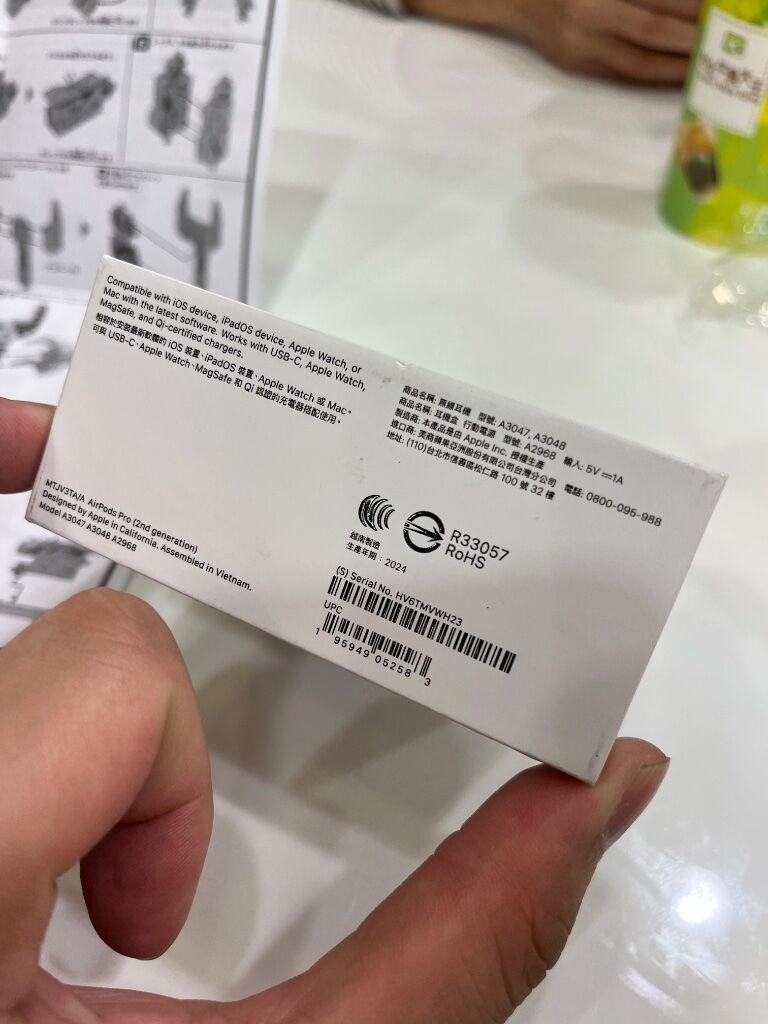 Compatible with iOS device, iPadOS device, Apple Watch, or
Mac with the latest software. Works with USB-C, Apple Watch,
MagSafe, and Qi-certified chargers.
相容於安裝最新軟體的 iOS 裝置、iPadOS 裝置、Apple Watch 或 Mac。
可與 USB-C、Apple Watch、MagSafe 和 Qi 認證的充電器搭配使用。
商品名稱: 無線耳機 型號: A3047, A3048
商品名稱: 耳機盒 行動電源 型號: A2968 輸入: 5V⎓1A
製造商: 本產品是由 Apple Inc. 授權生產
進口商: 美商蘋果亞洲股份有限公司台灣分公司 電話: 0800-095-988
地址: (110)台北市信義區松仁路 100 號 32 樓
MTJV3TA/A AirPods Pro (2nd generation)
Designed by Apple in California. Assembled in Vietnam.
Model A3047 A3048 A2968
R33057
RoHS
越南製造
生產年期：2024
(S) Serial No. HV6TMVWH23
UPC
1 95949 05258 3